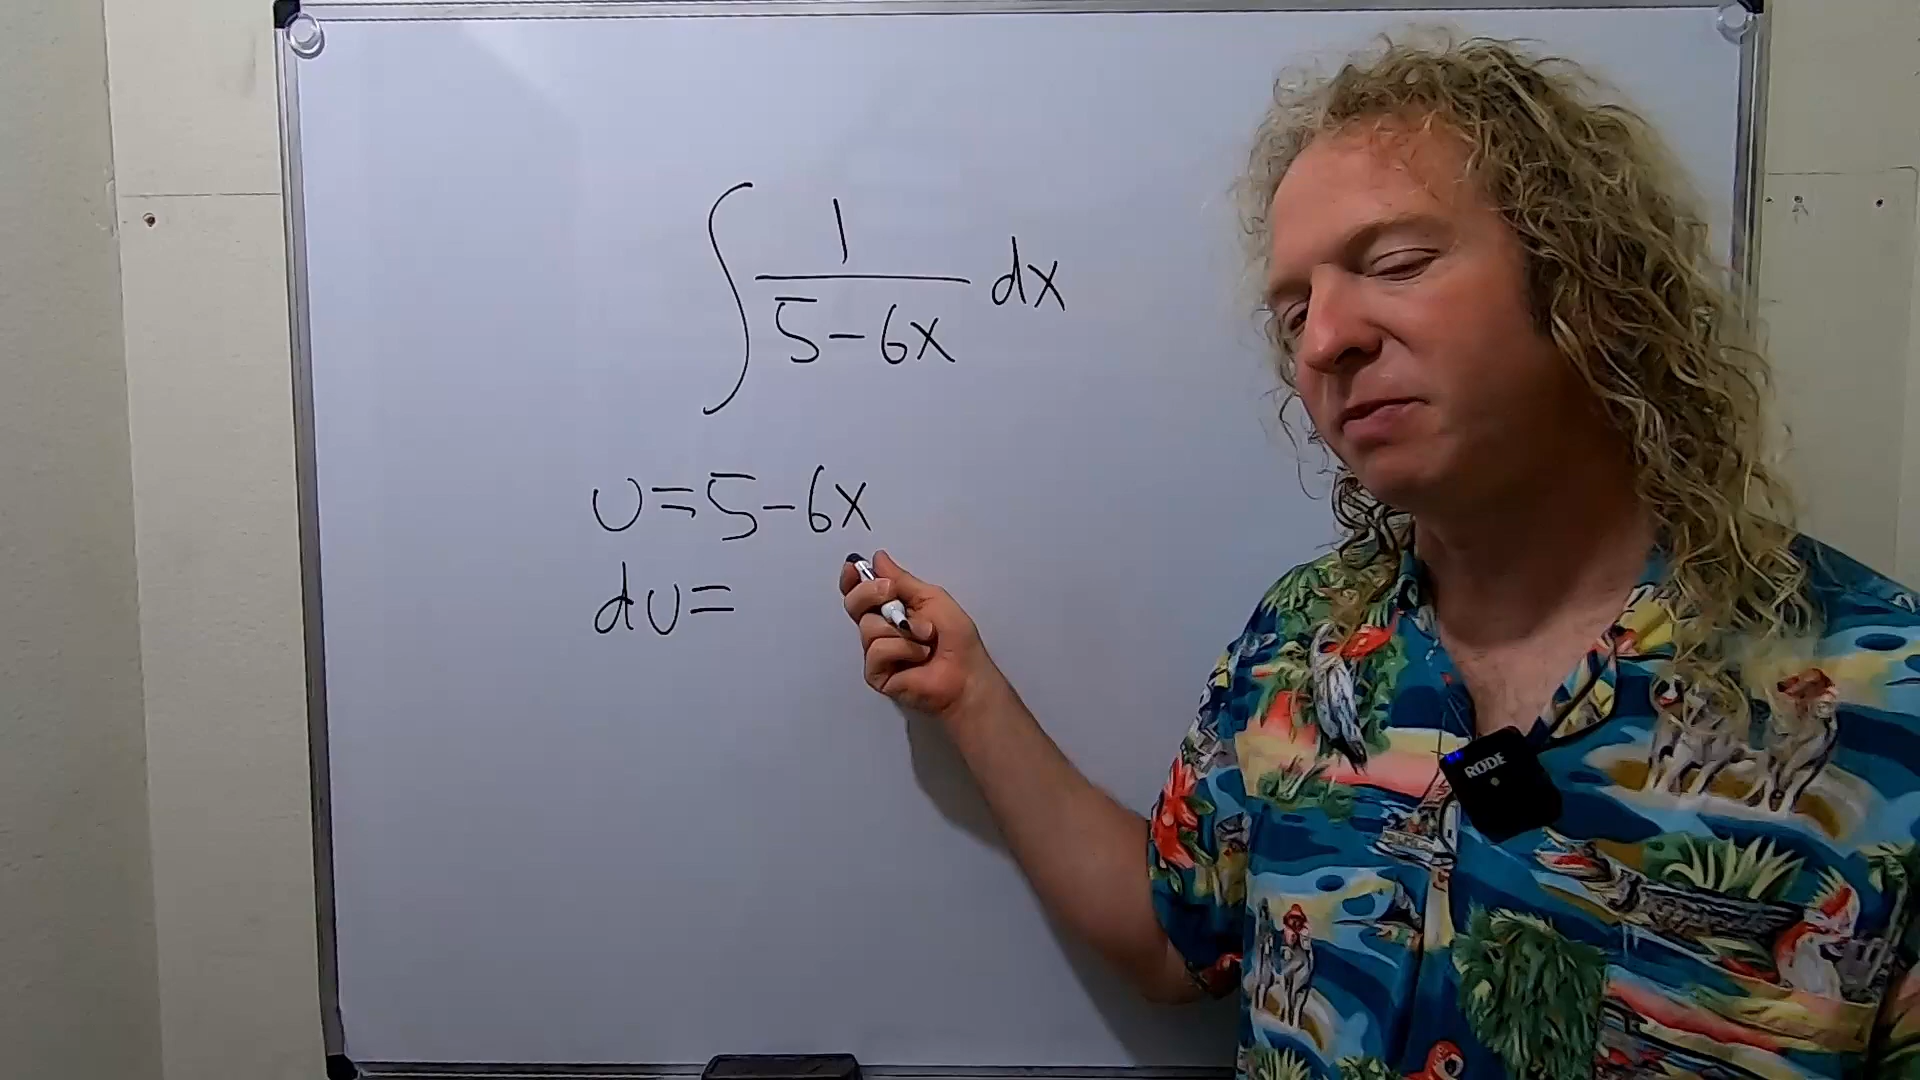 ∫ 1/(5-6x) dx
u=5-6x
du=
RODE